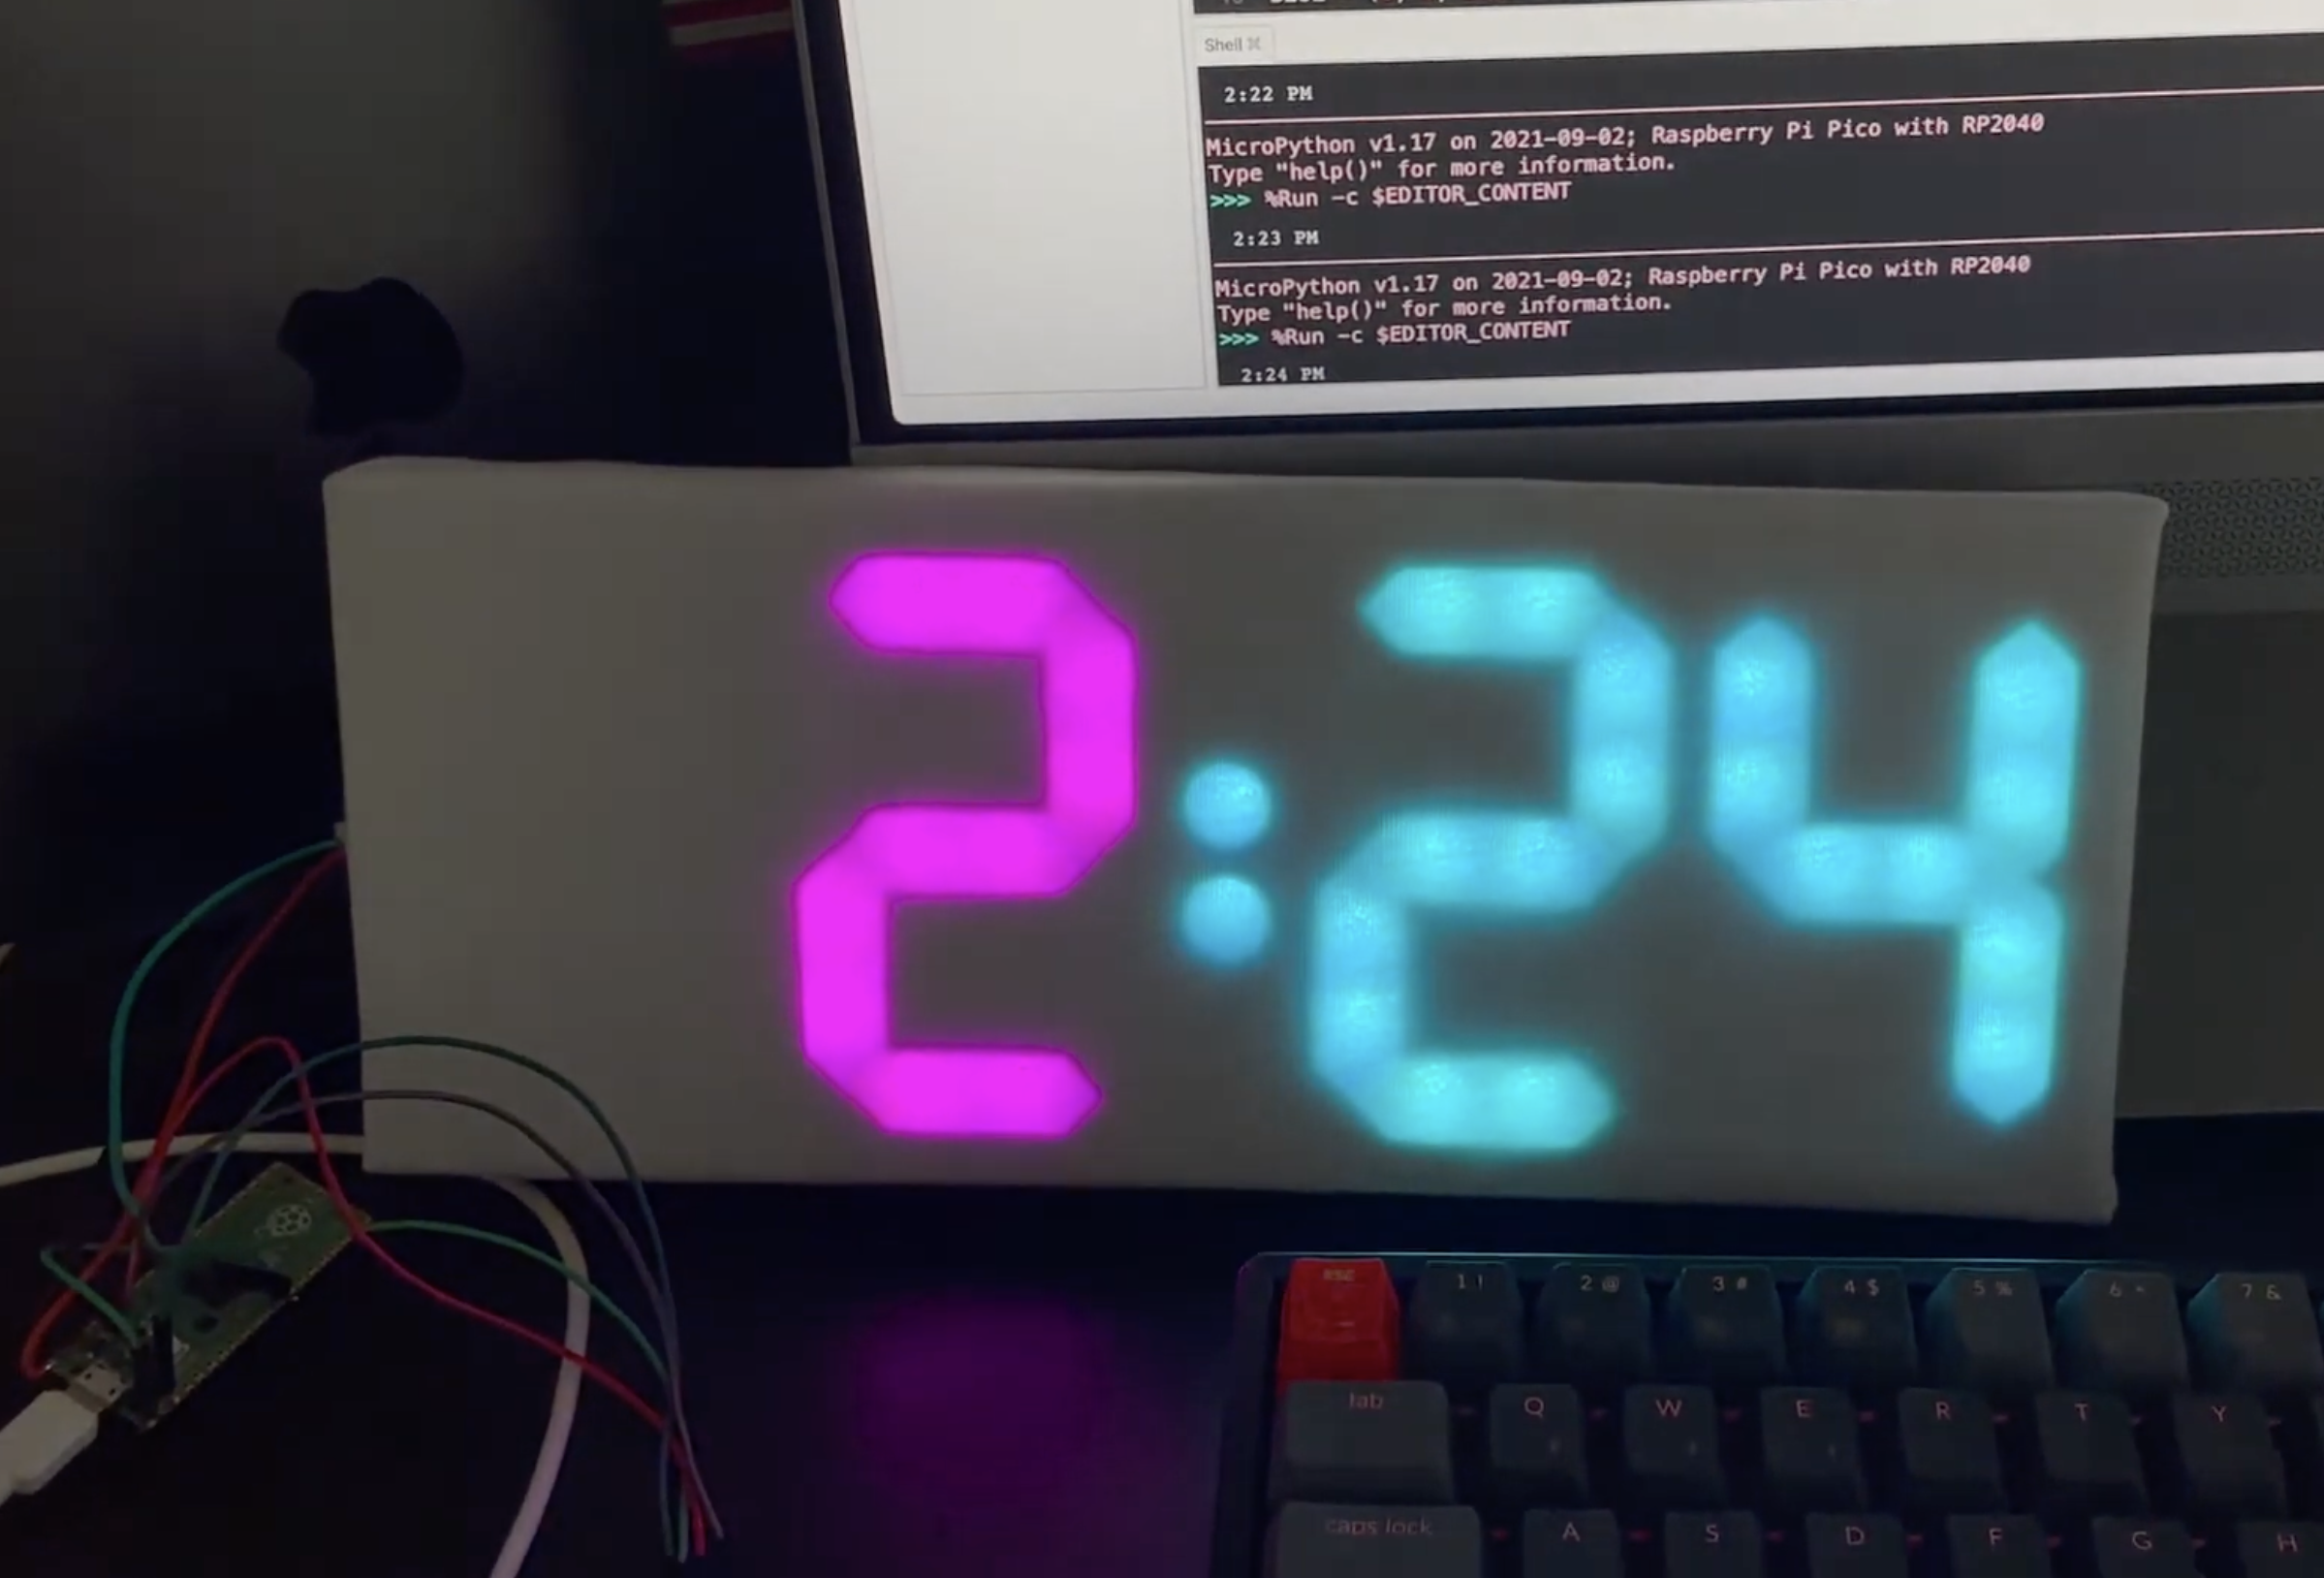 Shell
2:22 PM
MicroPython v1.17 on 2021-09-02; Raspberry Pi Pico with RP2040
Type "help()" for more information.
>>> %Run -c $EDITOR_CONTENT
2:23 PM
MicroPython v1.17 on 2021-09-02; Raspberry Pi Pico with RP2040
Type "help()" for more information.
>>> %Run -c $EDITOR_CONTENT
2:24 PM
2:24
ESC 1 ! 2 @ 3 # 4 $ 5 % 6 ^ 7 &
tab Q W E R T Y
caps lock A S D F G H